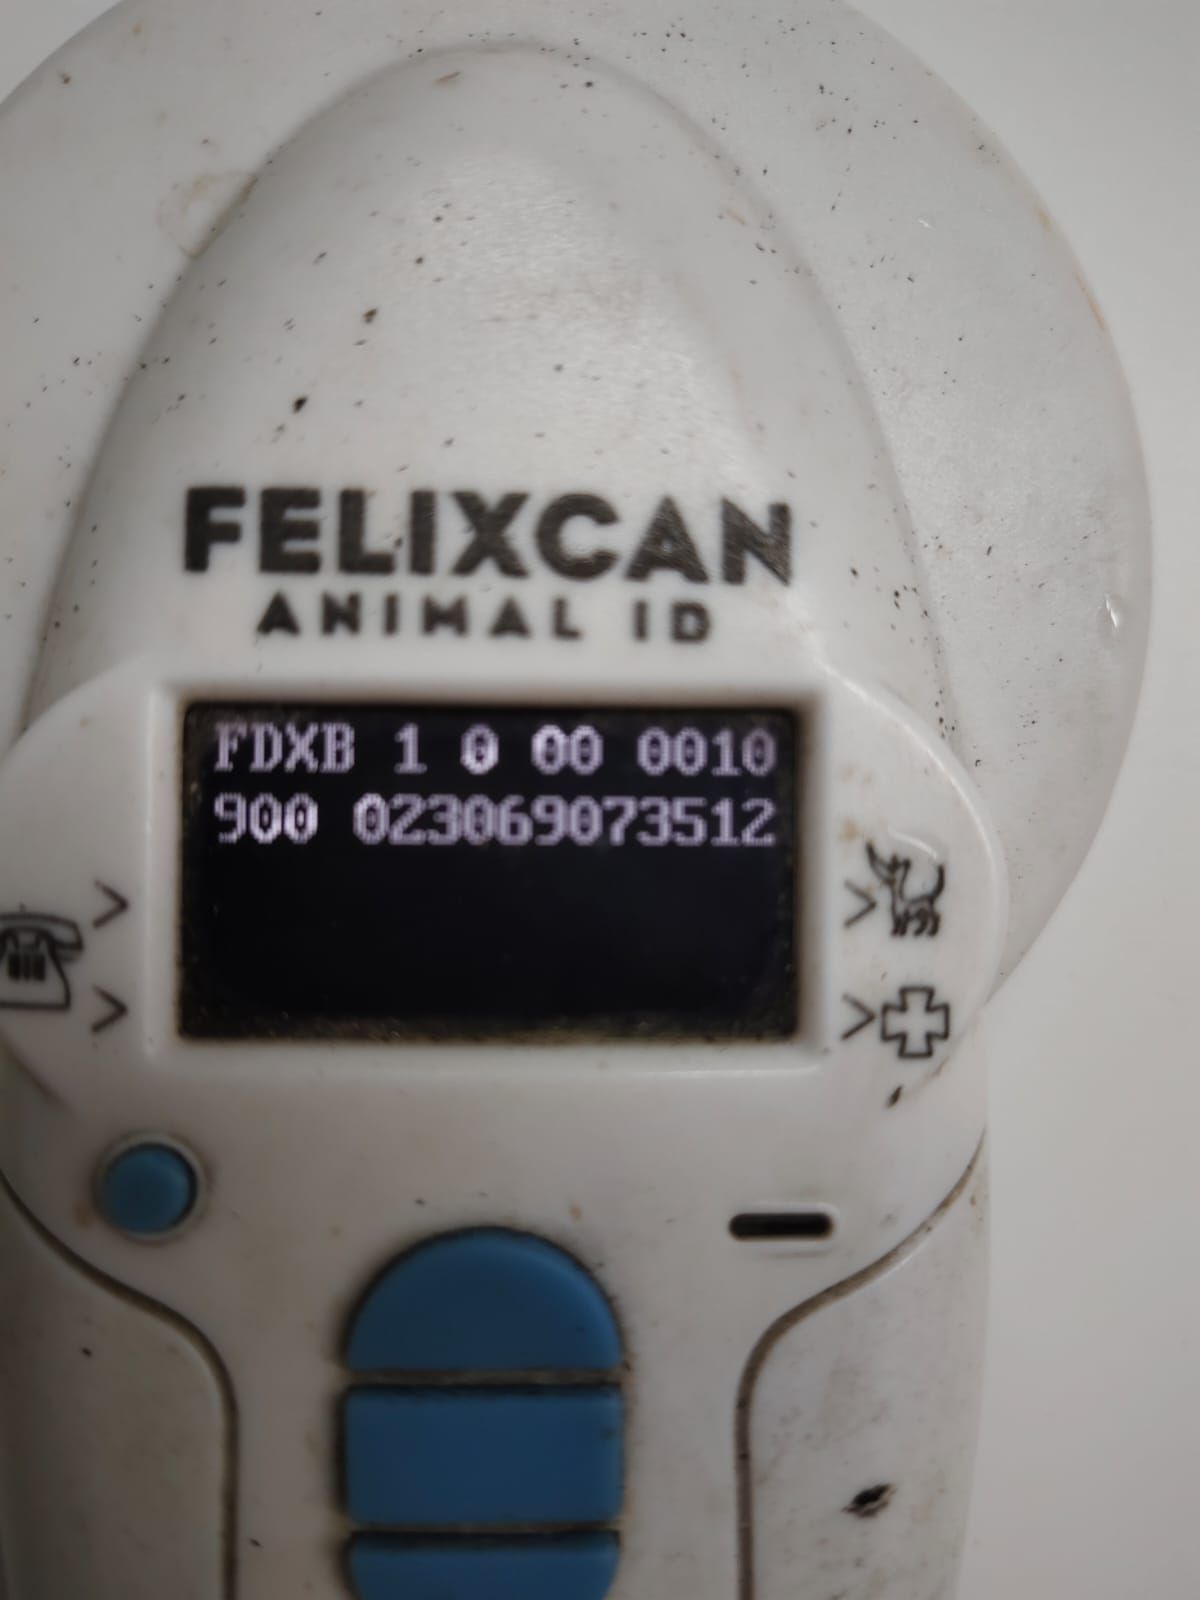 FELIXCAN
ANIMAL ID
FDXB 1 0 00 0010
900 023069073512